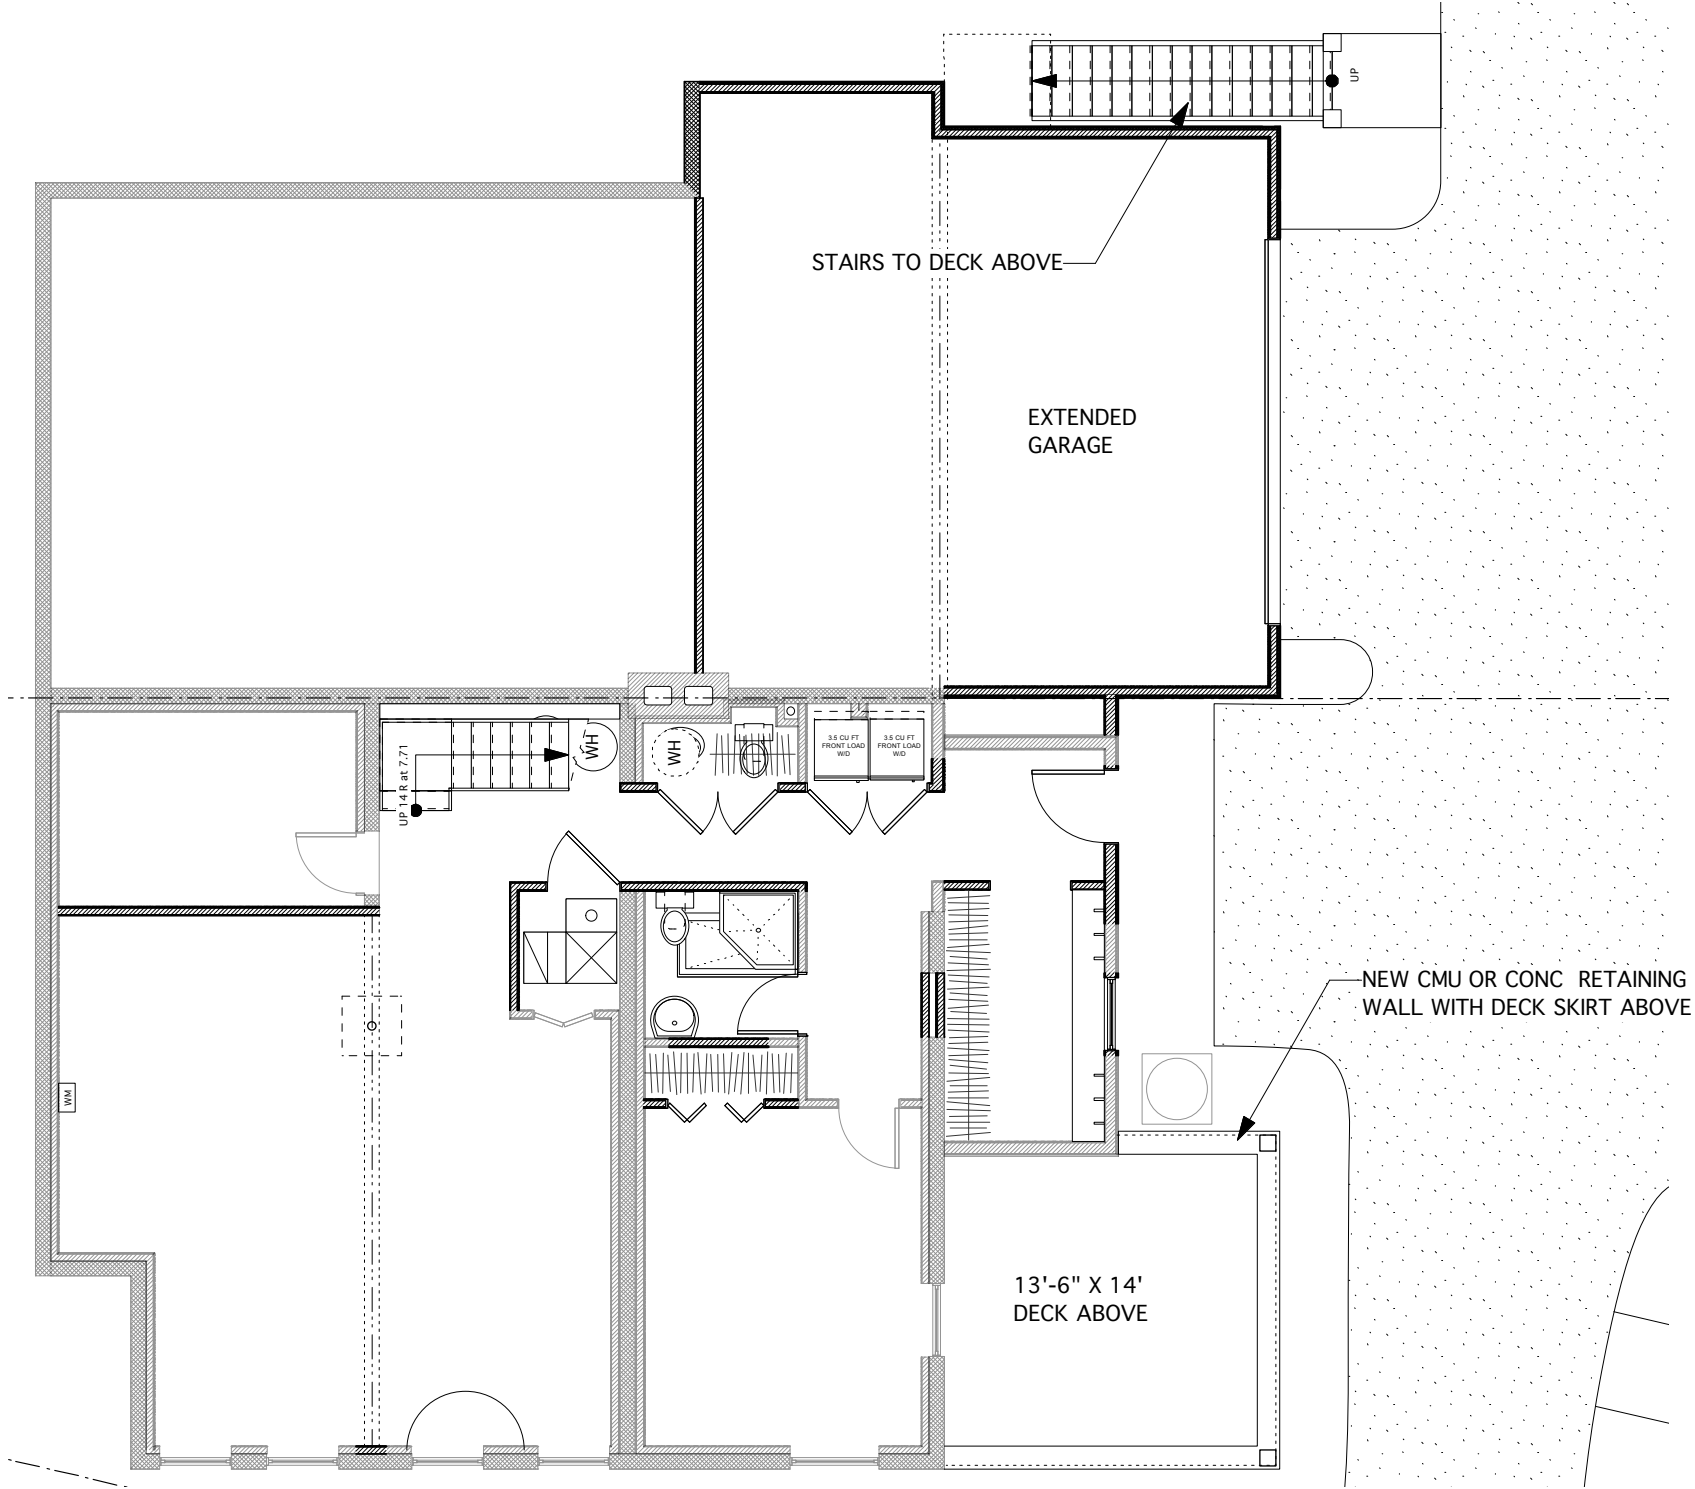 UP
STAIRS TO DECK ABOVE
EXTENDED
GARAGE
UP 14 R at 7.71
WH
WH
3.5 CU FT
FRONT LOAD
W/D
3.5 CU FT
FRONT LOAD
W/D
NEW CMU OR CONC RETAINING
WALL WITH DECK SKIRT ABOVE
WM
13'-6" X 14'
DECK ABOVE